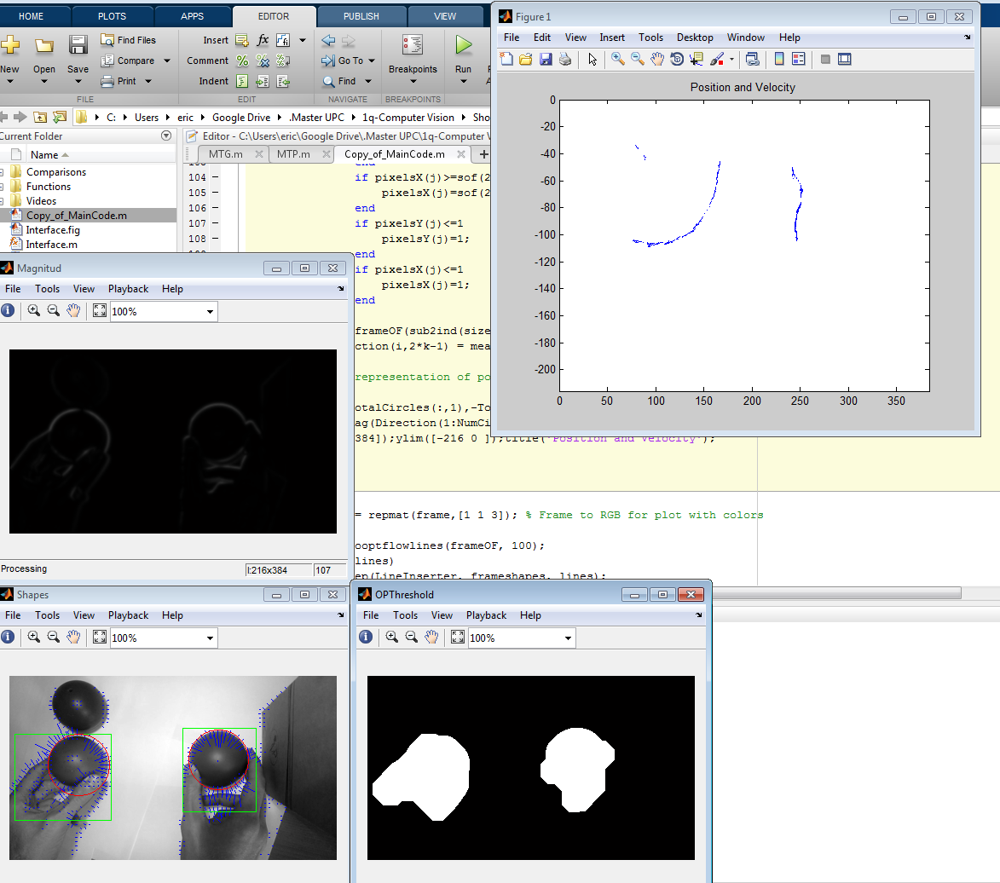 HOME PLOTS APPS EDITOR PUBLISH VIEW
New Open Save Find Files Compare Print
FILE
Insert fx
Comment
Indent
EDIT
Go To
Find
NAVIGATE
Breakpoints
BREAKPOINTS
Run
C: Users eric Google Drive .Master UPC 1q-Computer Vision Sho
Current Folder
Name
Comparisons
Functions
Videos
Copy_of_MainCode.m
Interface.fig
Interface.m
Editor - C:\Users\eric\Google Drive\.Master UPC\1q-Computer V
MTG.m MTP.m Copy_of_MainCode.m
end
104 if pixelsX(j)>=sof(2
105 pixelsX(j)=sof(2
106 end
107 if pixelsY(j)<=1
108 pixelsY(j)=1;
end
if pixelsX(j)<=1
pixelsX(j)=1;
end
frameOF(sub2ind(size
ction(i,2*k-1) = mea
representation of po
otalCircles(:,1),-To
ag(Direction(1:NumCi
384]);ylim([-216 0 ]);title('Position and Velocity');
= repmat(frame,[1 1 3]); % Frame to RGB for plot with colors
ooptflowlines(frameOF, 100);
lines)
ep(LineInserter, frameshapes, lines);
Figure 1
File Edit View Insert Tools Desktop Window Help
Position and Velocity
0
-20
-40
-60
-80
-100
-120
-140
-160
-180
-200
0 50 100 150 200 250 300 350
Magnitud
File Tools View Playback Help
100%
Processing
I:216x384 107
Shapes
File Tools View Playback Help
100%
OPThreshold
File Tools View Playback Help
100%